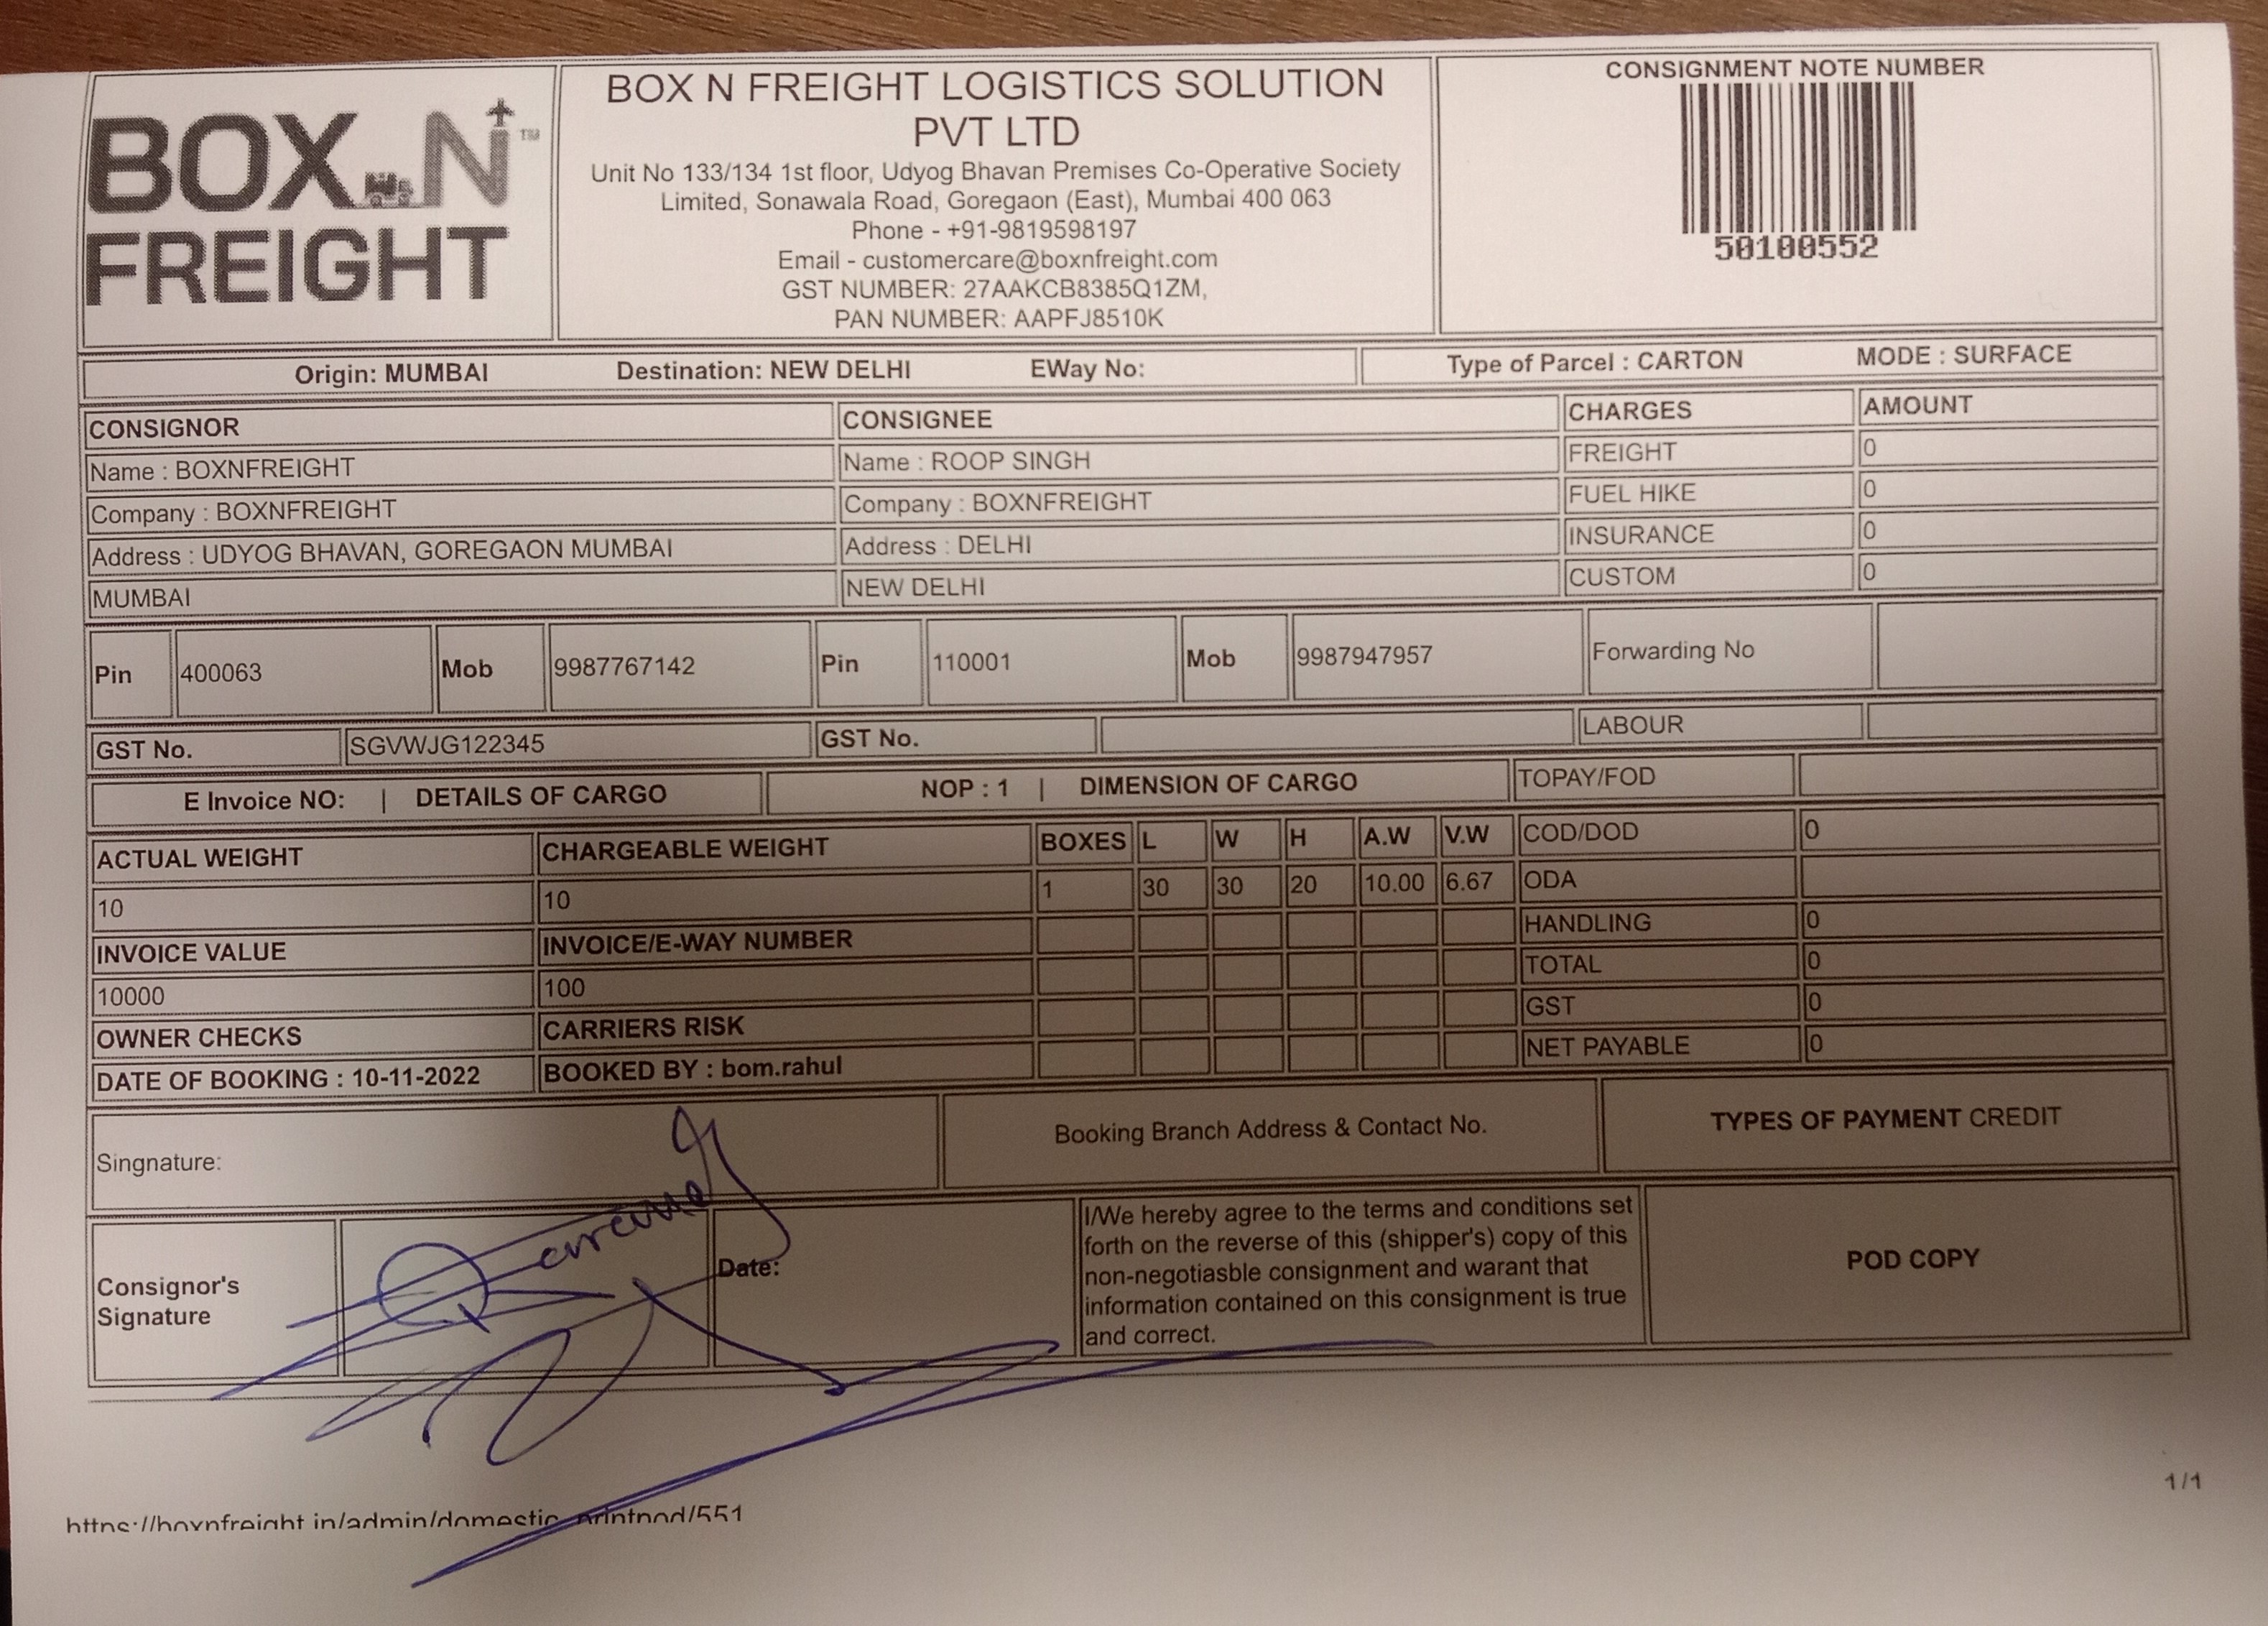 BOX N FREIGHT ™
BOX N FREIGHT LOGISTICS SOLUTION
PVT LTD
Unit No 133/134 1st floor, Udyog Bhavan Premises Co-Operative Society
Limited, Sonawala Road, Goregaon (East), Mumbai 400 063
Phone - +91-9819598197
Email - customercare@boxnfreight.com
GST NUMBER: 27AAKCB8385Q1ZM,
PAN NUMBER: AAPFJ8510K
CONSIGNMENT NOTE NUMBER
50100552
Origin: MUMBAI Destination: NEW DELHI EWay No: Type of Parcel : CARTON MODE : SURFACE
CONSIGNOR CONSIGNEE CHARGES AMOUNT
Name : BOXNFREIGHT Name : ROOP SINGH FREIGHT 0
Company : BOXNFREIGHT Company : BOXNFREIGHT FUEL HIKE 0
Address : UDYOG BHAVAN, GOREGAON MUMBAI Address : DELHI INSURANCE 0
MUMBAI NEW DELHI CUSTOM 0
Pin 400063 Mob 9987767142 Pin 110001 Mob 9987947957 Forwarding No
GST No. SGVWJG122345 GST No. LABOUR
E Invoice NO: | DETAILS OF CARGO NOP : 1 | DIMENSION OF CARGO TOPAY/FOD
ACTUAL WEIGHT CHARGEABLE WEIGHT BOXES L W H A.W V.W COD/DOD 0
10 10 1 30 30 20 10.00 6.67 ODA
INVOICE VALUE INVOICE/E-WAY NUMBER HANDLING 0
10000 100 TOTAL 0
OWNER CHECKS CARRIERS RISK GST 0
DATE OF BOOKING : 10-11-2022 BOOKED BY : bom.rahul NET PAYABLE 0
Singnature: Booking Branch Address & Contact No. TYPES OF PAYMENT CREDIT
Consignor's
Signature
Date:
I/We hereby agree to the terms and conditions set
forth on the reverse of this (shipper's) copy of this
non-negotiasble consignment and warant that
information contained on this consignment is true
and correct.
POD COPY
1/1
https://boxnfreight.in/admin/domestic_printpod/551